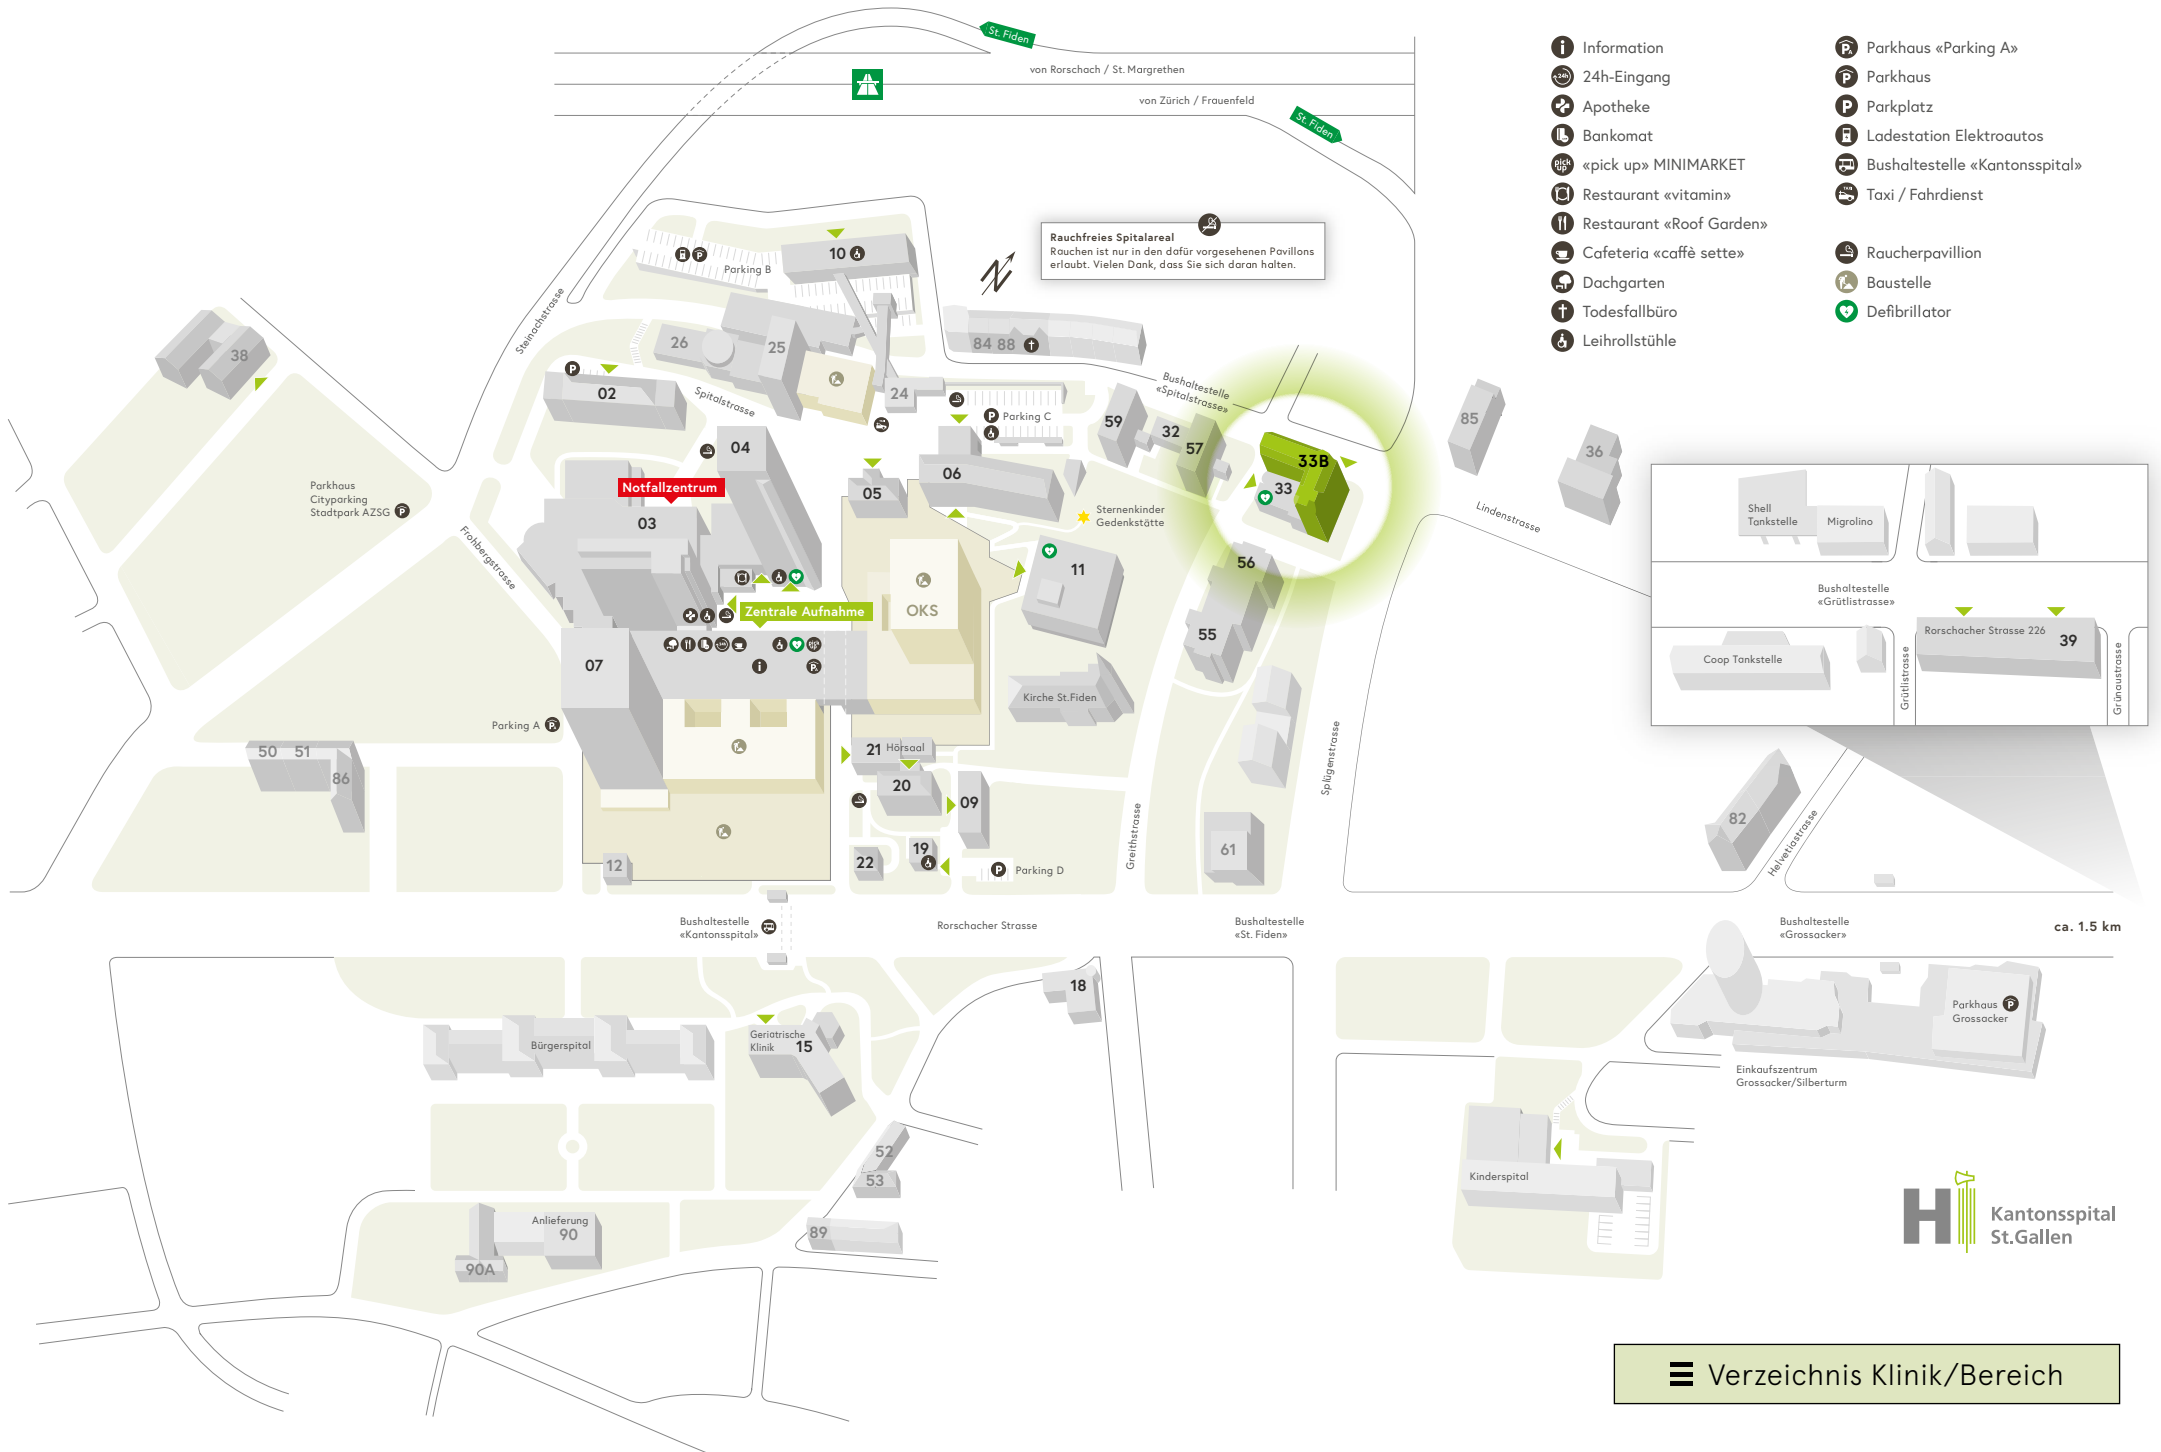 St. Fiden
von Rorschach / St. Margrethen
von Zürich / Frauenfeld
St. Fiden
Information
24h-Eingang
Apotheke
Bankomat
«pick up» MINIMARKET
Restaurant «vitamin»
Restaurant «Roof Garden»
Cafeteria «caffè sette»
Dachgarten
Todesfallbüro
Leihrollstühle
Parkhaus «Parking A»
Parkhaus
Parkplatz
Ladestation Elektroautos
Bushaltestelle «Kantonsspital»
Taxi / Fahrdienst
Raucherpavillion
Baustelle
Defibrillator
Rauchfreies Spitalareal
Rauchen ist nur in den dafür vorgesehenen Pavillons
erlaubt. Vielen Dank, dass Sie sich daran halten.
N
10
Parking B
Steinachstrasse
38
26
25
84 88
02
Spitalstrasse
24
Parking C
Bushaltestelle
«Spitalstrasse»
59
32
57
85
36
33B
33
04
Notfallzentrum
03
05
06
Sternenkinder
Gedenkstätte
Lindenstrasse
Parkhaus
Cityparking
Stadtpark AZSG
Frohbergstrasse
11
56
55
OKS
Zentrale Aufnahme
07
Kirche St.Fiden
Parking A
Shell
Tankstelle
Migrolino
Bushaltestelle
«Grütlistrasse»
Rorschacher Strasse 226
39
Coop Tankstelle
Grütlistrasse
Grünaustrasse
50 51
86
21 Hörsaal
20
09
22
19
Parking D
12
Greithstrasse
Splügenstrasse
61
82
Helvetiastrasse
Bushaltestelle
«Kantonsspital»
Rorschacher Strasse
Bushaltestelle
«St. Fiden»
Bushaltestelle
«Grossacker»
ca. 1.5 km
18
Bürgerspital
Geriatrische
Klinik
15
Parkhaus
Grossacker
Einkaufszentrum
Grossacker/Silberturm
52
53
89
Anlieferung
90
90A
Kinderspital
Kantonsspital
St.Gallen
Verzeichnis Klinik/Bereich